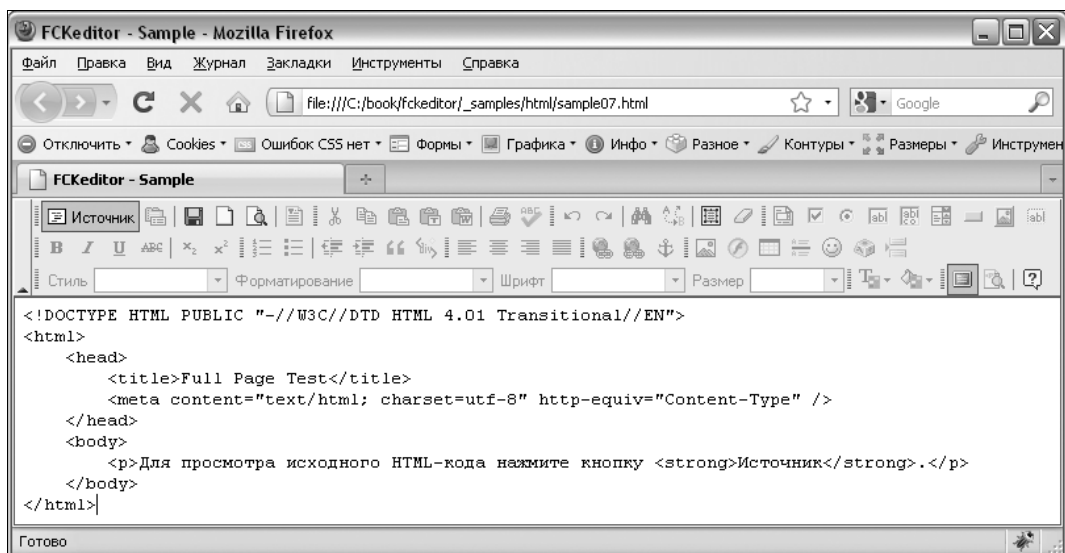 FCKeditor - Sample - Mozilla Firefox
Файл Правка Вид Журнал Закладки Инструменты Справка
file:///C:/book/fckeditor/_samples/html/sample07.html Google
Отключить Cookies Ошибок CSS нет Формы Графика Инфо Разное Контуры Размеры Инструмен
FCKeditor - Sample
Источник
B I U ABC x₂ x²
Стиль Форматирование Шрифт Размер
<!DOCTYPE HTML PUBLIC "-//W3C//DTD HTML 4.01 Transitional//EN">
<html>
<head>
<title>Full Page Test</title>
<meta content="text/html; charset=utf-8" http-equiv="Content-Type" />
</head>
<body>
<p>Для просмотра исходного HTML-кода нажмите кнопку <strong>Источник</strong>.</p>
</body>
</html>
Готово